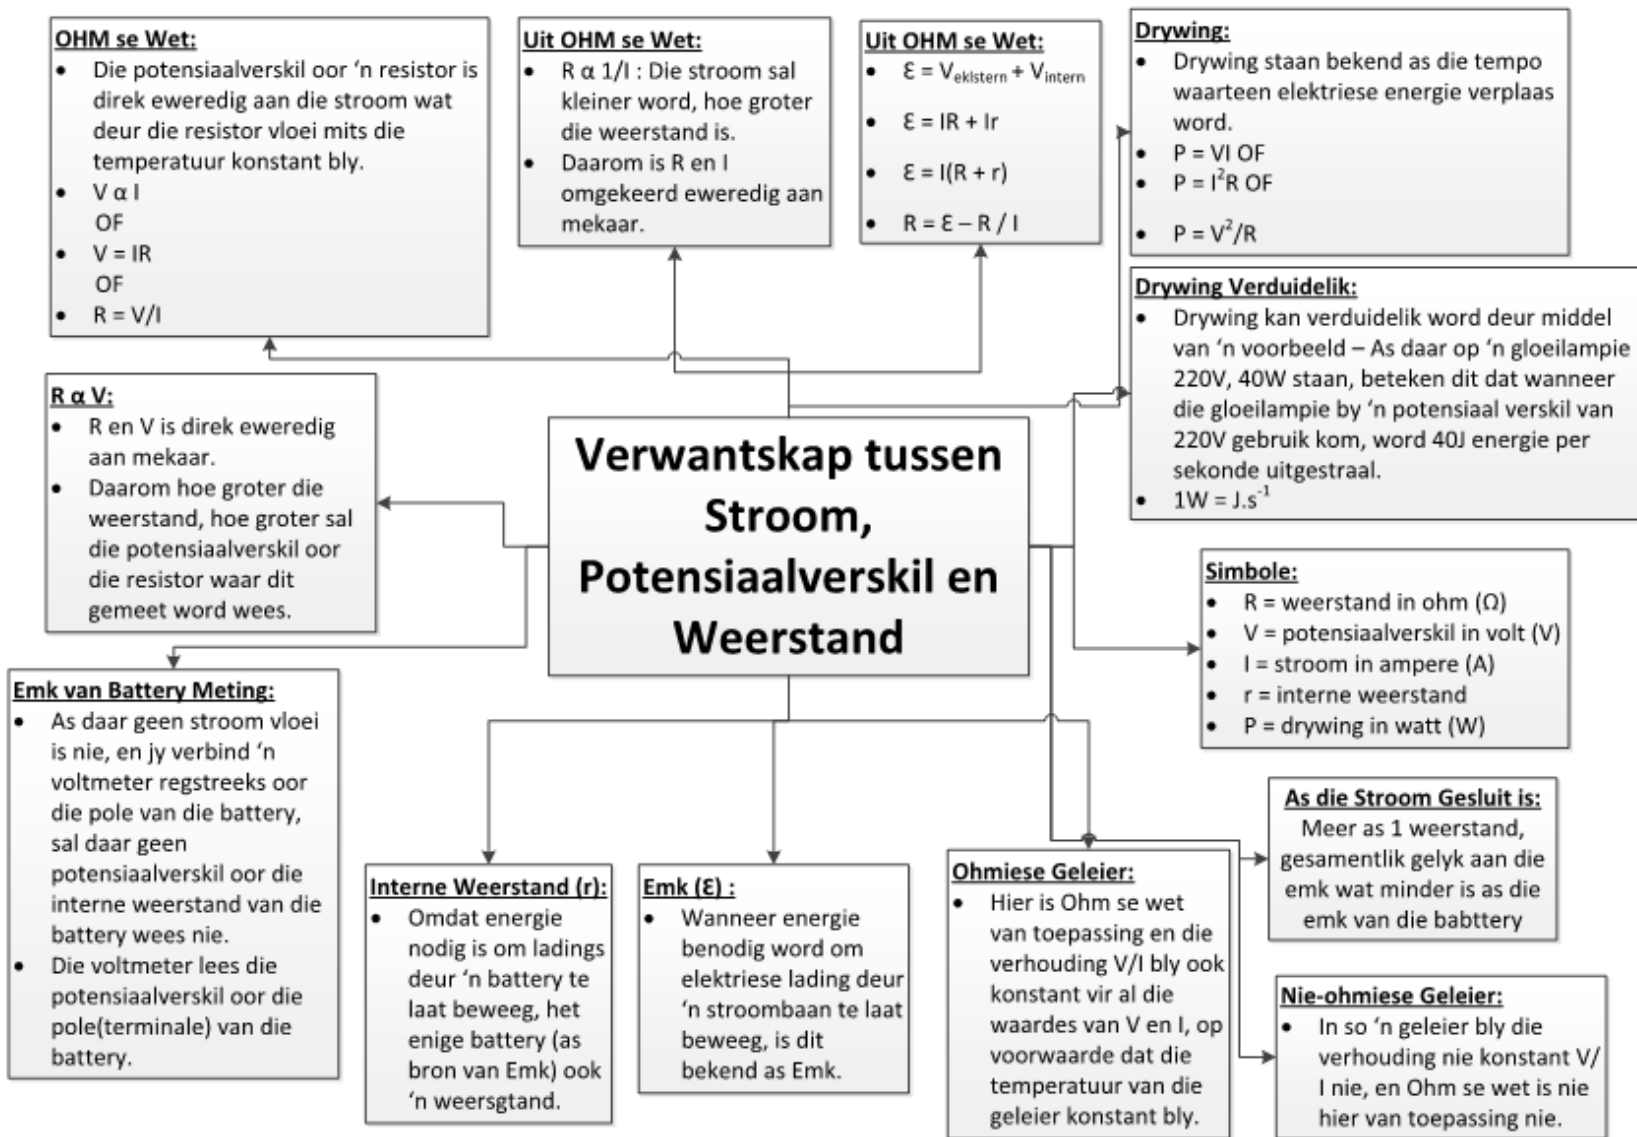 OHM se Wet:
• Die potensiaalverskil oor ‘n resistor is
direk eweredig aan die stroom wat
deur die resistor vloei mits die
temperatuur konstant bly.
• V α I
OF
• V = IR
OF
• R = V/I
Uit OHM se Wet:
• R α 1/I : Die stroom sal
kleiner word, hoe groter
die weerstand is.
• Daarom is R en I
omgekeerd eweredig aan
mekaar.
Uit OHM se Wet:
• Ɛ = Veklstern + Vintern
• Ɛ = IR + Ir
• Ɛ = I(R + r)
• R = Ɛ – R / I
Drywing:
• Drywing staan bekend as die tempo
waarteen elektriese energie verplaas
word.
• P = VI OF
• P = I²R OF
• P = V²/R
Drywing Verduidelik:
• Drywing kan verduidelik word deur middel
van ‘n voorbeeld – As daar op ‘n gloeilampie
220V, 40W staan, beteken dit dat wanneer
die gloeilampie by ‘n potensiaal verskil van
220V gebruik kom, word 40J energie per
sekonde uitgestraal.
• 1W = J.s⁻¹
R α V:
• R en V is direk eweredig
aan mekaar.
• Daarom hoe groter die
weerstand, hoe groter sal
die potensiaalverskil oor
die resistor waar dit
gemeet word wees.
Verwantskap tussen
Stroom,
Potensiaalverskil en
Weerstand
Simbole:
• R = weerstand in ohm (Ω)
• V = potensiaalverskil in volt (V)
• I = stroom in ampere (A)
• r = interne weerstand
• P = drywing in watt (W)
Emk van Battery Meting:
• As daar geen stroom vloei
is nie, en jy verbind ‘n
voltmeter regstreeks oor
die pole van die battery,
sal daar geen
potensiaalverskil oor die
interne weerstand van die
battery wees nie.
• Die voltmeter lees die
potensiaalverskil oor die
pole(terminale) van die
battery.
Interne Weerstand (r):
• Omdat energie
nodig is om ladings
deur ‘n battery te
laat beweeg, het
enige battery (as
bron van Emk) ook
‘n weersgtand.
Emk (Ɛ) :
• Wanneer energie
benodig word om
elektriese lading deur
‘n stroombaan te laat
beweeg, is dit
bekend as Emk.
Ohmiese Geleier:
• Hier is Ohm se wet
van toepassing en die
verhouding V/I bly ook
konstant vir al die
waardes van V en I, op
voorwaarde dat die
temperatuur van die
geleier konstant bly.
As die Stroom Gesluit is:
Meer as 1 weerstand,
gesamentlik gelyk aan die
emk wat minder is as die
emk van die babttery
Nie-ohmiese Geleier:
• In so ‘n geleier bly die
verhouding nie konstant V/
I nie, en Ohm se wet is nie
hier van toepassing nie.